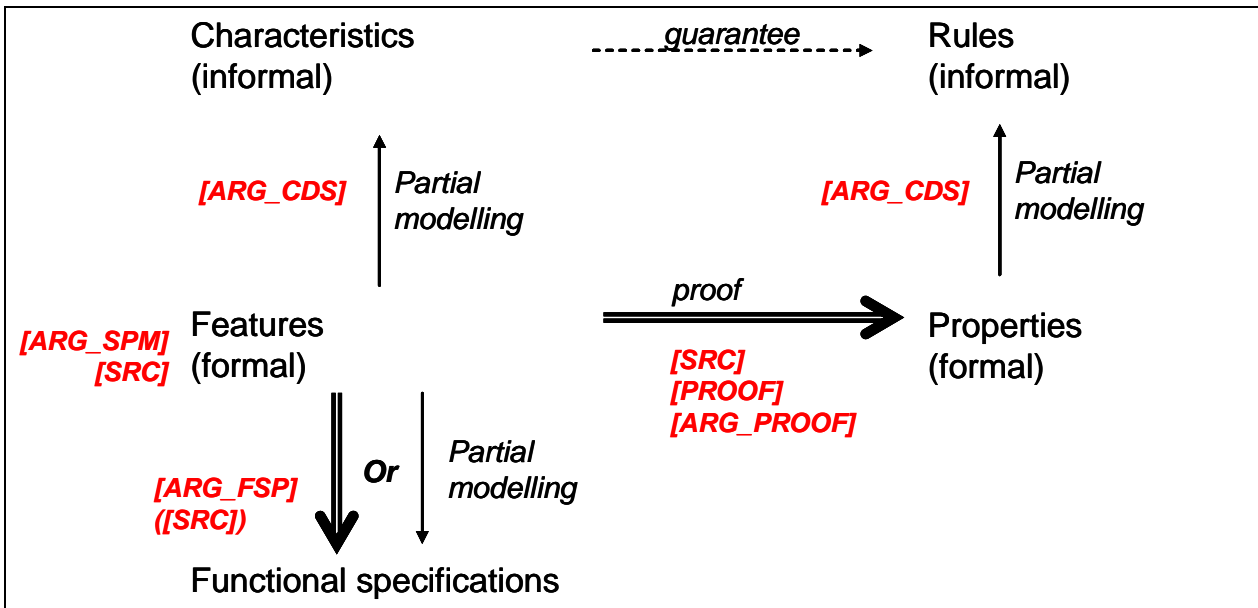 Characteristics
(informal)
guarantee
Rules
(informal)
[ARG_CDS]
Partial
modelling
[ARG_CDS]
Partial
modelling
[ARG_SPM]
[SRC]
Features
(formal)
proof
[SRC]
[PROOF]
[ARG_PROOF]
Properties
(formal)
[ARG_FSP]
([SRC])
Or
Partial
modelling
Functional specifications